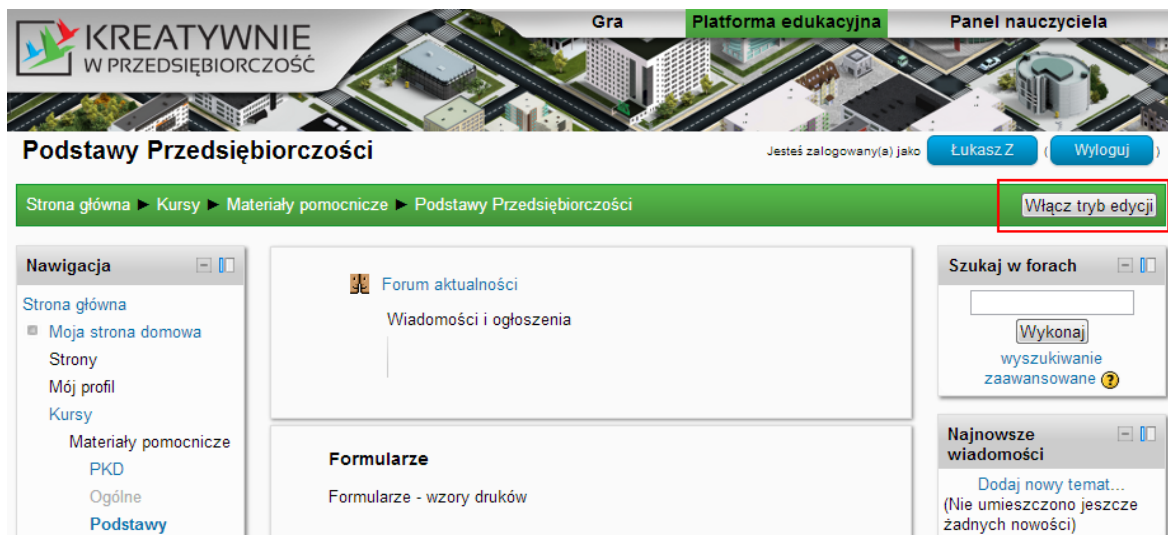 KREATYWNIE
W PRZEDSIĘBIORCZOŚĆ
Gra
Platforma edukacyjna
Panel nauczyciela
Podstawy Przedsiębiorczości
Jesteś zalogowany(a) jako Łukasz Z ( Wyloguj )
Strona główna ► Kursy ► Materiały pomocnicze ► Podstawy Przedsiębiorczości
Włącz tryb edycji
Nawigacja
Strona główna
Moja strona domowa
Strony
Mój profil
Kursy
Materiały pomocnicze
PKD
Ogólne
Podstawy
Forum aktualności
Wiadomości i ogłoszenia
Formularze
Formularze - wzory druków
Szukaj w forach
Wykonaj
wyszukiwanie
zaawansowane ?
Najnowsze
wiadomości
Dodaj nowy temat...
(Nie umieszczono jeszcze
żadnych nowości)